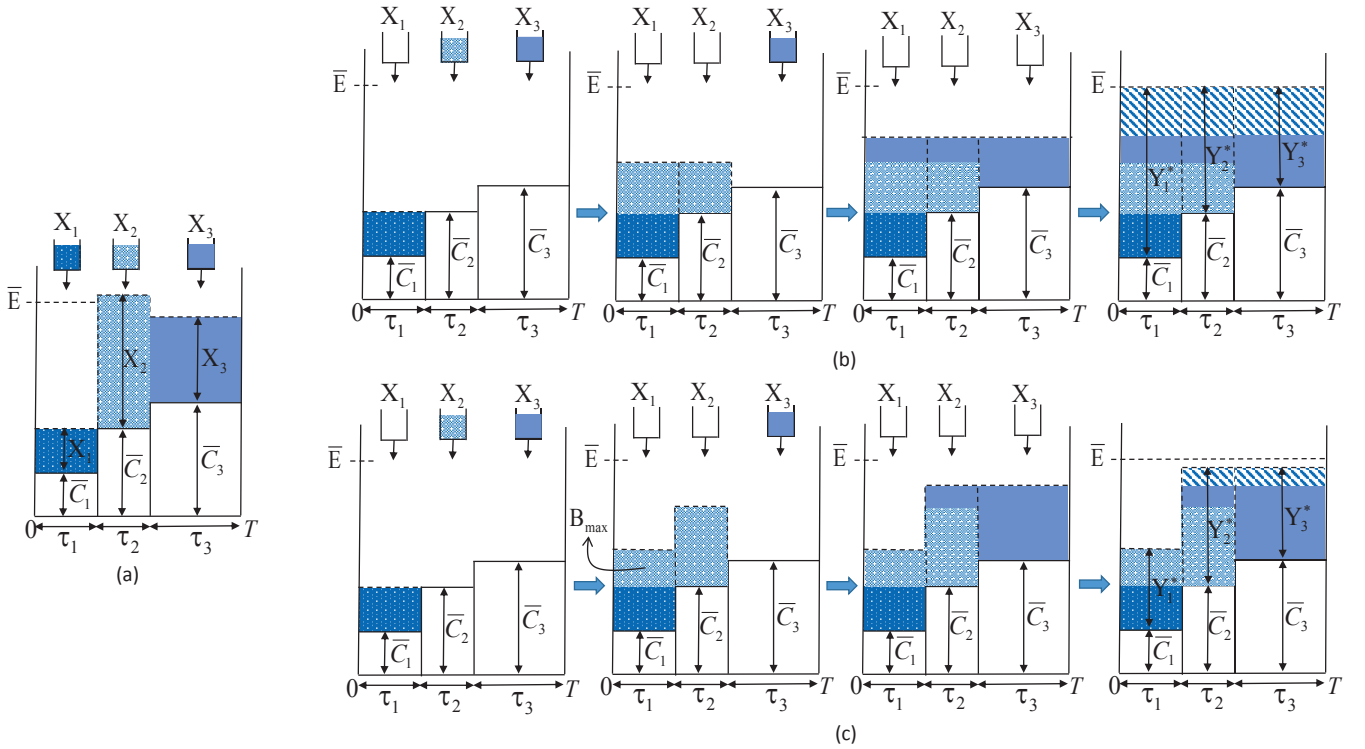 X₁ X₂ X₃
E̅
X₁ X₂ X₃
C̅₁ C̅₂ C̅₃
0 τ₁ τ₂ τ₃ T
(a)
X₁ X₂ X₃
E̅
C̅₁ C̅₂ C̅₃
0 τ₁ τ₂ τ₃ T
X₁ X₂ X₃
E̅
C̅₁ C̅₂ C̅₃
0 τ₁ τ₂ τ₃ T
X₁ X₂ X₃
E̅
C̅₁ C̅₂ C̅₃
0 τ₁ τ₂ τ₃ T
E̅
Y₁* Y₂* Y₃*
C̅₁ C̅₂ C̅₃
0 τ₁ τ₂ τ₃ T
(b)
X₁ X₂ X₃
E̅
C̅₁ C̅₂ C̅₃
0 τ₁ τ₂ τ₃ T
X₁ X₂ X₃
E̅
Bmax
C̅₁ C̅₂ C̅₃
0 τ₁ τ₂ τ₃ T
X₁ X₂ X₃
E̅
C̅₁ C̅₂ C̅₃
0 τ₁ τ₂ τ₃ T
E̅
Y₁* Y₂* Y₃*
C̅₁ C̅₂ C̅₃
0 τ₁ τ₂ τ₃ T
(c)